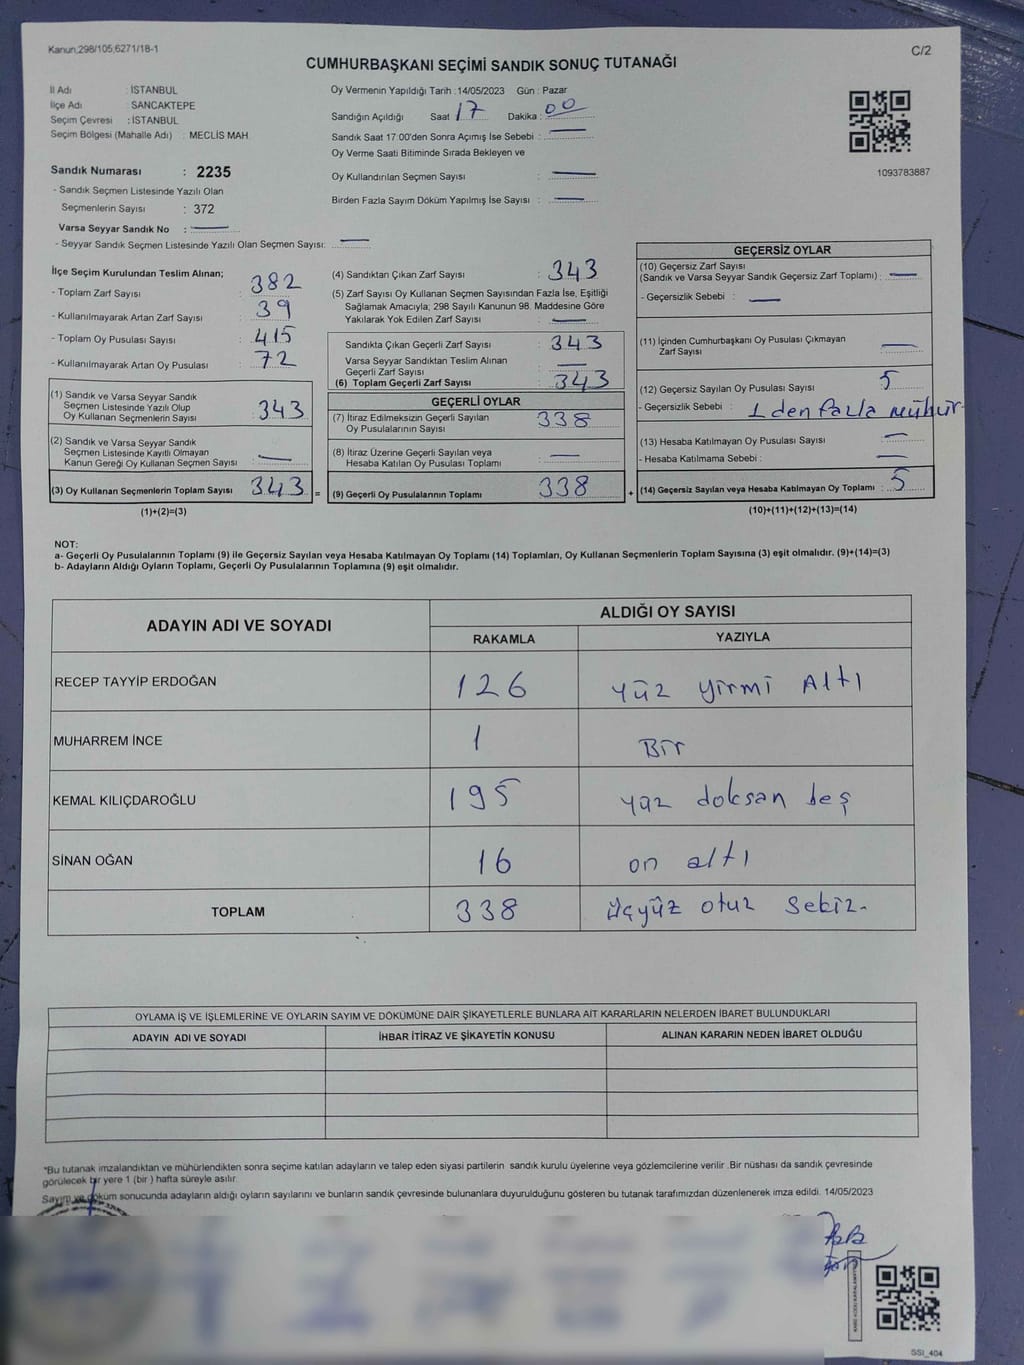 Kanun,298/105,6271/18-1
C/2
CUMHURBAŞKANI SEÇİMİ SANDIK SONUÇ TUTANAĞI
İl Adı : İSTANBUL
İlçe Adı : SANCAKTEPE
Seçim Çevresi : İSTANBUL
Seçim Bölgesi (Mahalle Adı) : MECLİS MAH
Oy Vermenin Yapıldığı Tarih :14/05/2023 Gün : Pazar
Sandığın Açıldığı Saat : 17 Dakika : 00
Sandık Saat 17:00'den Sonra Açımış İse Sebebi :
Oy Verme Saati Bitiminde Sırada Bekleyen ve
Oy Kullandırılan Seçmen Sayısı :
Birden Fazla Sayım Döküm Yapılmış İse Sayısı :
1093783887
Sandık Numarası : 2235
- Sandık Seçmen Listesinde Yazılı Olan
Seçmenlerin Sayısı : 372
Varsa Seyyar Sandık No :
- Seyyar Sandık Seçmen Listesinde Yazılı Olan Seçmen Sayısı:
İlçe Seçim Kurulundan Teslim Alınan;
- Toplam Zarf Sayısı : 382
- Kullanılmayarak Artan Zarf Sayısı : 39
- Toplam Oy Pusulası Sayısı : 415
- Kullanılmayarak Artan Oy Pusulası : 72
(1) Sandık ve Varsa Seyyar Sandık
Seçmen Listesinde Yazılı Olup
Oy Kullanan Seçmenlerin Sayısı : 343
(2) Sandık ve Varsa Seyyar Sandık
Seçmen Listesinde Kayıtlı Olmayan
Kanun Gereği Oy Kullanan Seçmen Sayısı :
(3) Oy Kullanan Seçmenlerin Toplam Sayısı : 343 =
(1)+(2)=(3)
(4) Sandıktan Çıkan Zarf Sayısı : 343
(5) Zarf Sayısı Oy Kullanan Seçmen Sayısından Fazla İse, Eşitliği
Sağlamak Amacıyla; 298 Sayılı Kanunun 98. Maddesine Göre
Yakılarak Yok Edilen Zarf Sayısı :
Sandıkta Çıkan Geçerli Zarf Sayısı : 343
Varsa Seyyar Sandıktan Teslim Alınan
Geçerli Zarf Sayısı :
(6) Toplam Geçerli Zarf Sayısı : 343
GEÇERLİ OYLAR
(7) İtiraz Edilmeksizin Geçerli Sayılan
Oy Pusulalarının Sayısı : 338
(8) İtiraz Üzerine Geçerli Sayılan veya
Hesaba Katılan Oy Pusulası Toplamı :
(9) Geçerli Oy Pusulalarının Toplamı : 338 +
GEÇERSİZ OYLAR
(10) Geçersiz Zarf Sayısı
(Sandık ve Varsa Seyyar Sandık Geçersiz Zarf Toplamı) :
- Geçersizlik Sebebi :
(11) İçinden Cumhurbaşkanı Oy Pusulası Çıkmayan
Zarf Sayısı :
(12) Geçersiz Sayılan Oy Pusulası Sayısı : 5
- Geçersizlik Sebebi : 1 den fazla mühür
(13) Hesaba Katılmayan Oy Pusulası Sayısı :
- Hesaba Katılmama Sebebi :
(14) Geçersiz Sayılan veya Hesaba Katılmayan Oy Toplamı : 5
(10)+(11)+(12)+(13)=(14)
NOT:
a- Geçerli Oy Pusulalarının Toplamı (9) ile Geçersiz Sayılan veya Hesaba Katılmayan Oy Toplamı (14) Toplamları, Oy Kullanan Seçmenlerin Toplam Sayısına (3) eşit olmalıdır. (9)+(14)=(3)
b- Adayların Aldığı Oyların Toplamı, Geçerli Oy Pusulalarının Toplamına (9) eşit olmalıdır.
ADAYIN ADI VE SOYADI
ALDIĞI OY SAYISI
RAKAMLA YAZIYLA
RECEP TAYYİP ERDOĞAN 126 yüz yirmi Altı
MUHARREM İNCE 1 Bir
KEMAL KILIÇDAROĞLU 195 yüz doksan beş
SİNAN OĞAN 16 on altı
TOPLAM 338 üçyüz otuz sekiz-
OYLAMA İŞ VE İŞLEMLERİNE VE OYLARIN SAYIM VE DÖKÜMÜNE DAİR ŞİKAYETLERLE BUNLARA AİT KARARLARIN NELERDEN İBARET BULUNDUKLARI
ADAYIN ADI VE SOYADI İHBAR İTİRAZ VE ŞİKAYETİN KONUSU ALINAN KARARIN NEDEN İBARET OLDUĞU
*Bu tutanak imzalandıktan ve mühürlendikten sonra seçime katılan adayların ve talep eden siyasi partilerin sandık kurulu üyelerine veya gözlemcilerine verilir .Bir nüshası da sandık çevresinde
görülecek bir yere 1 (bir ) hafta süreyle asılır.
Sayım ve döküm sonucunda adayların aldığı oyların sayılarını ve bunların sandık çevresinde bulunanlara duyurulduğunu gösteren bu tutanak tarafımızdan düzenlenerek imza edildi. 14/05/2023
SSI_404